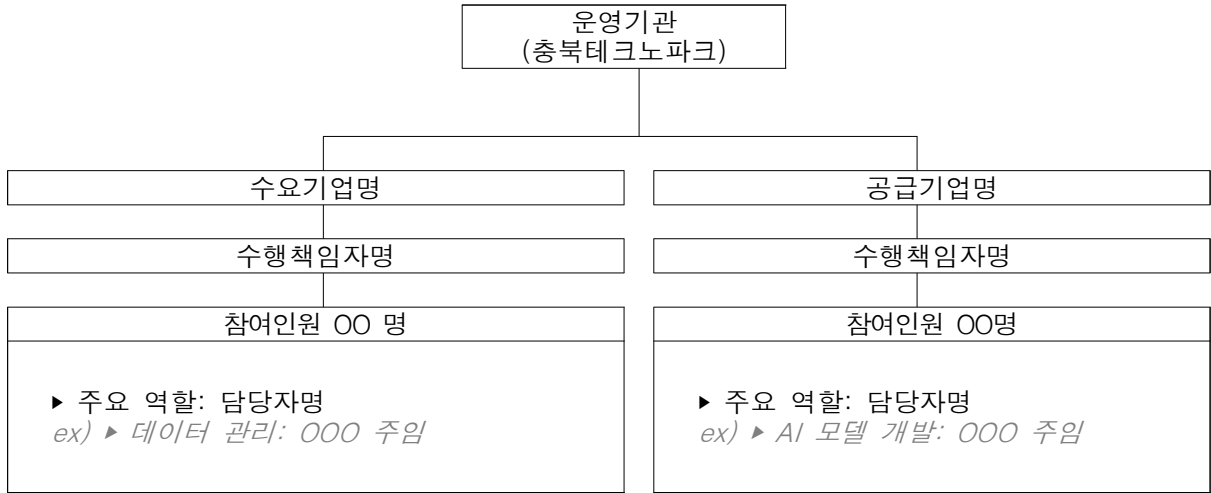 운영기관
(충북테크노파크)
수요기업명
수행책임자명
참여인원 OO 명
▸ 주요 역할: 담당자명
ex) ▸ 데이터 관리: OOO 주임
공급기업명
수행책임자명
참여인원 OO명
▸ 주요 역할: 담당자명
ex) ▸ AI 모델 개발: OOO 주임